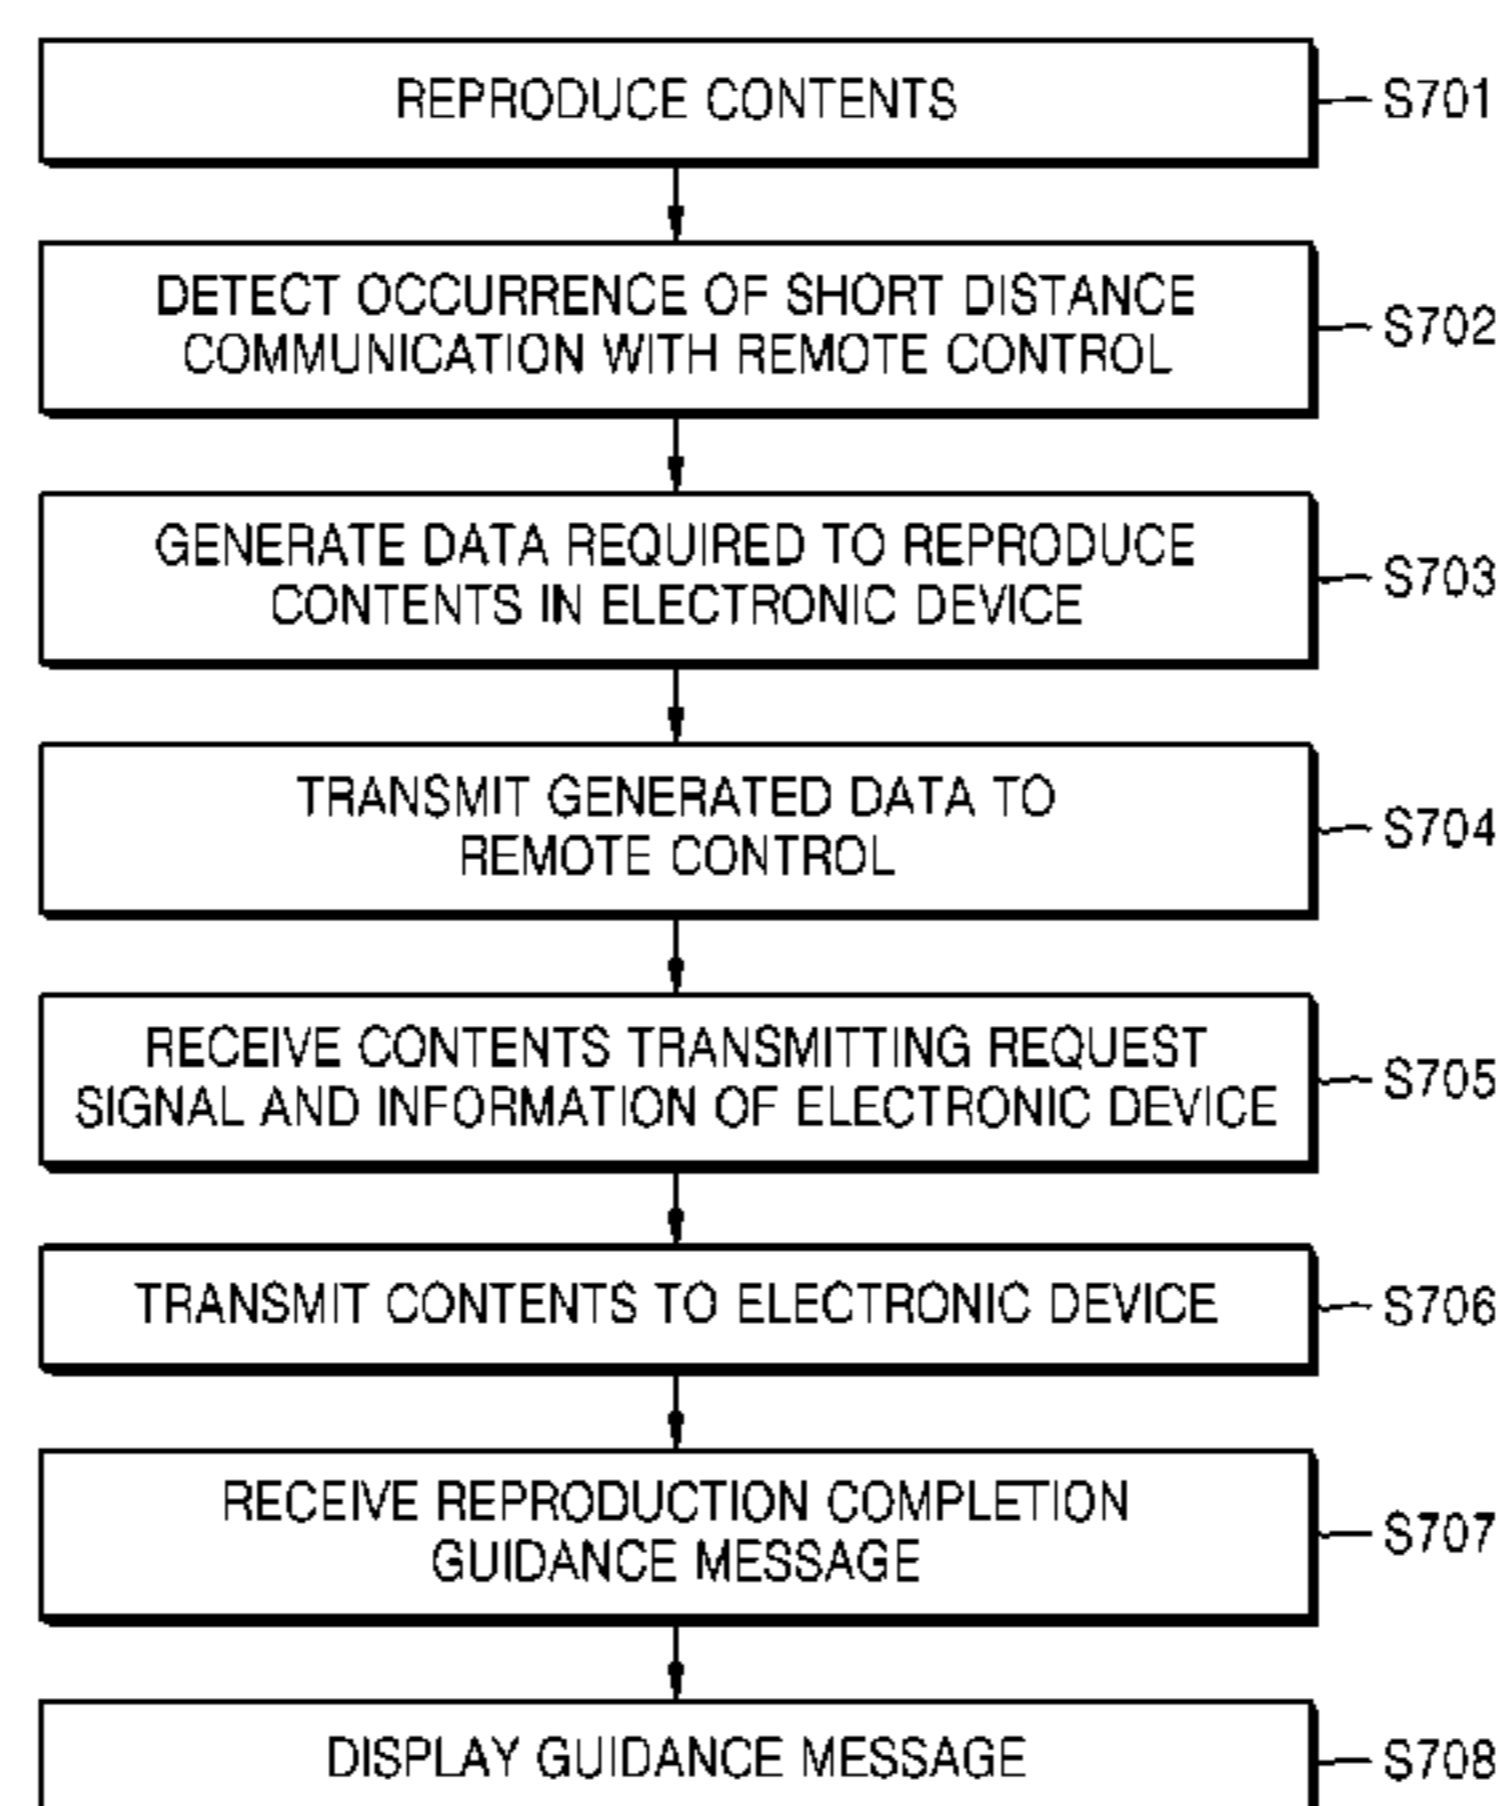 REPRODUCE CONTENTS
S701
DETECT OCCURRENCE OF SHORT DISTANCE
COMMUNICATION WITH REMOTE CONTROL
S702
GENERATE DATA REQUIRED TO REPRODUCE
CONTENTS IN ELECTRONIC DEVICE
S703
TRANSMIT GENERATED DATA TO
REMOTE CONTROL
S704
RECEIVE CONTENTS TRANSMITTING REQUEST
SIGNAL AND INFORMATION OF ELECTRONIC DEVICE
S705
TRANSMIT CONTENTS TO ELECTRONIC DEVICE
S706
RECEIVE REPRODUCTION COMPLETION
GUIDANCE MESSAGE
S707
DISPLAY GUIDANCE MESSAGE
S708